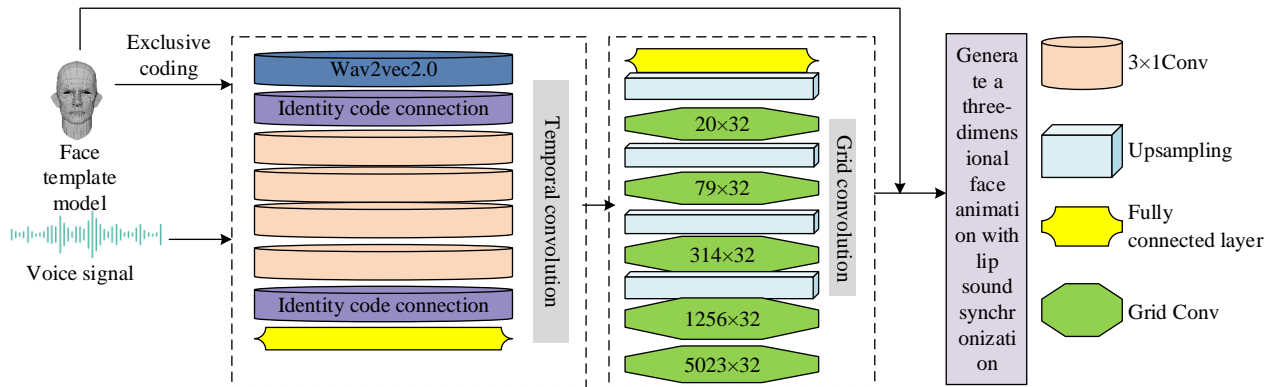 Exclusive
coding
Face
template
model
Voice signal
Wav2vec2.0
Identity code connection
Identity code connection
Temporal convolution
20×32
79×32
314×32
1256×32
5023×32
Grid convolution
Genera
te a
three-
dimens
ional
face
animati
on with
lip
sound
synchr
onizati
on
3×1Conv
Upsampling
Fully
connected layer
Grid Conv